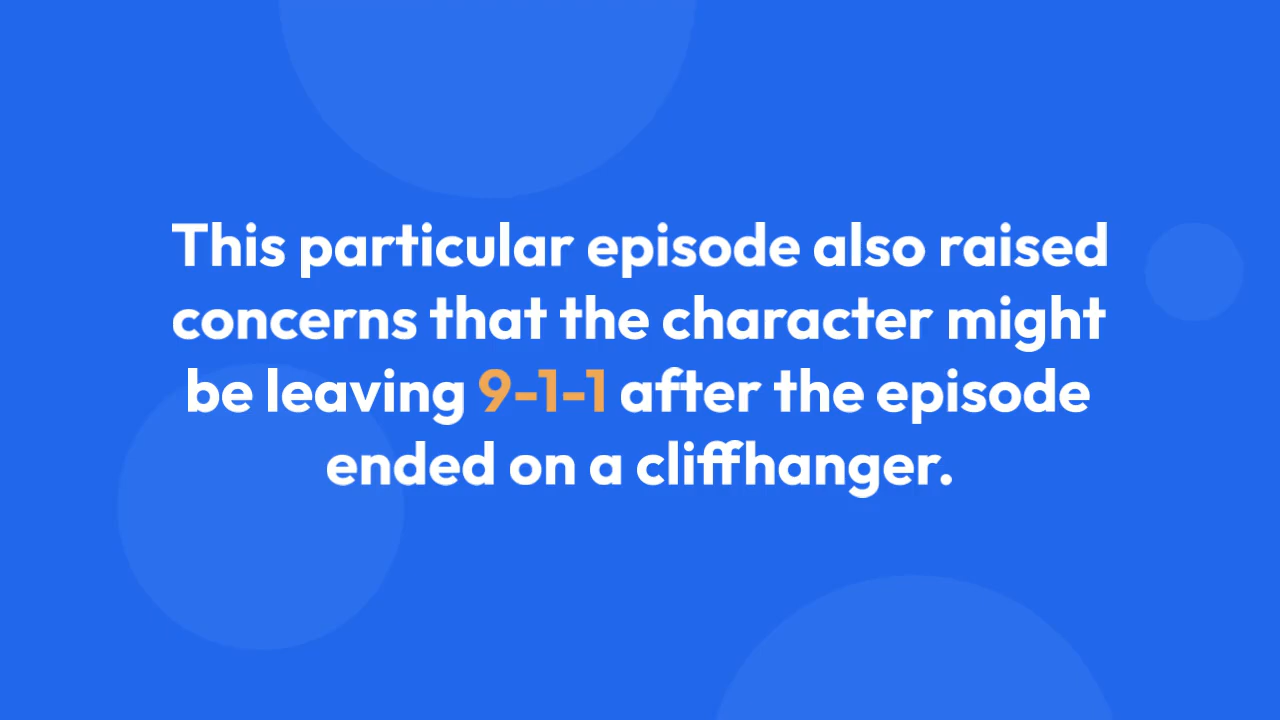 This particular episode also raised
concerns that the character might
be leaving 9-1-1 after the episode
ended on a cliffhanger.